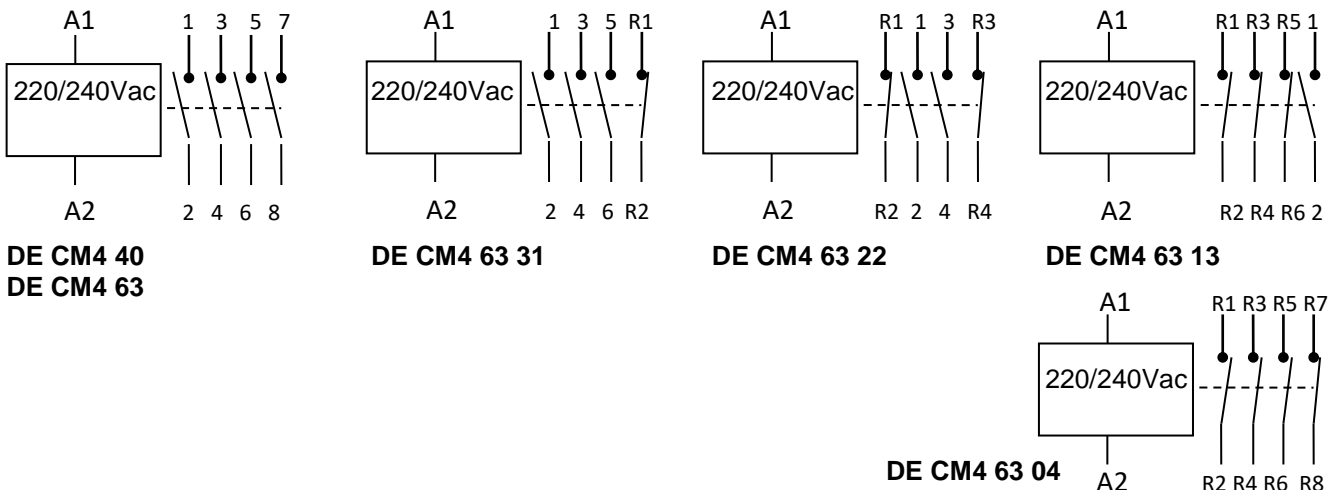 A1 1 3 5 7
220/240Vac
A2 2 4 6 8
DE CM4 40
DE CM4 63
A1 1 3 5 R1
220/240Vac
A2 2 4 6 R2
DE CM4 63 31
A1 R1 1 3 R3
220/240Vac
A2 R2 2 4 R4
DE CM4 63 22
A1 R1 R3 R5 1
220/240Vac
A2 R2 R4 R6 2
DE CM4 63 13
A1 R1 R3 R5 R7
220/240Vac
A2 R2 R4 R6 R8
DE CM4 63 04